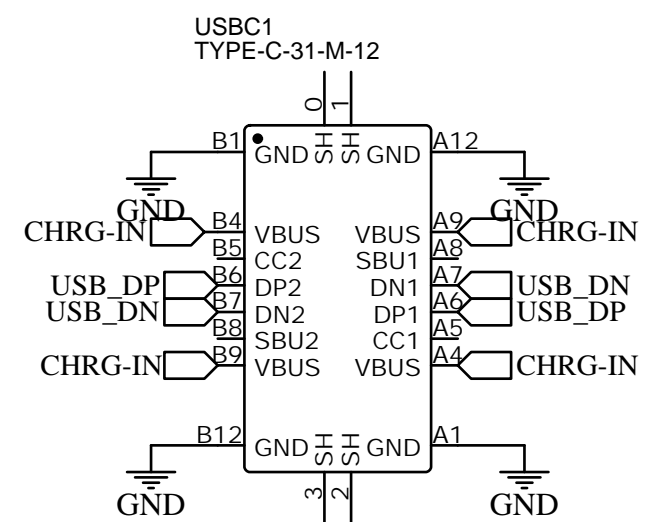 USBC1
TYPE-C-31-M-12
0 1
B1 GND SH SH GND A12
GND GND
CHRG-IN B4 VBUS VBUS A9 CHRG-IN
B5 CC2 SBU1 A8
USB_DP B6 DP2 DN1 A7 USB_DN
USB_DN B7 DN2 DP1 A6 USB_DP
B8 SBU2 CC1 A5
CHRG-IN B9 VBUS VBUS A4 CHRG-IN
B12 GND SH SH GND A1
GND GND
3 2